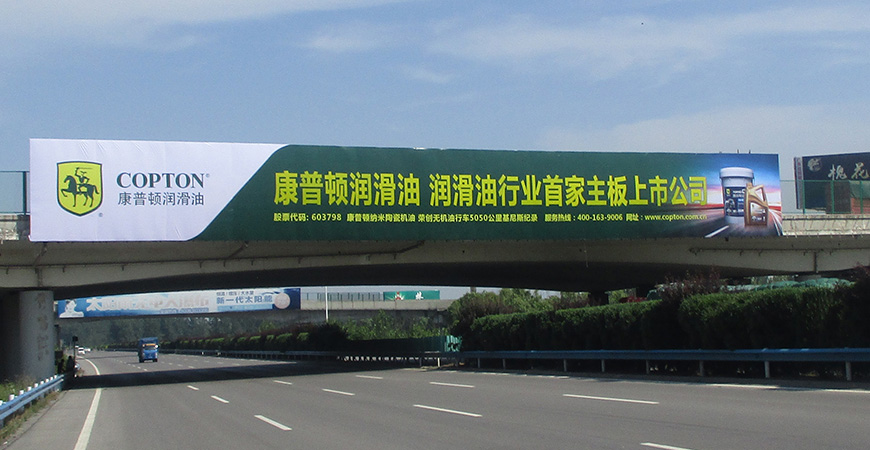 COPTON®
康普顿润滑油
®
康普顿润滑油 润滑油行业首家主板上市公司
股票代码：603798 康普顿纳米陶瓷机油 荣创无机油行车5050公里基尼斯纪录 服务热线：400-163-9006 网址：www.copton.com.cn
桃花
新一代太阳能